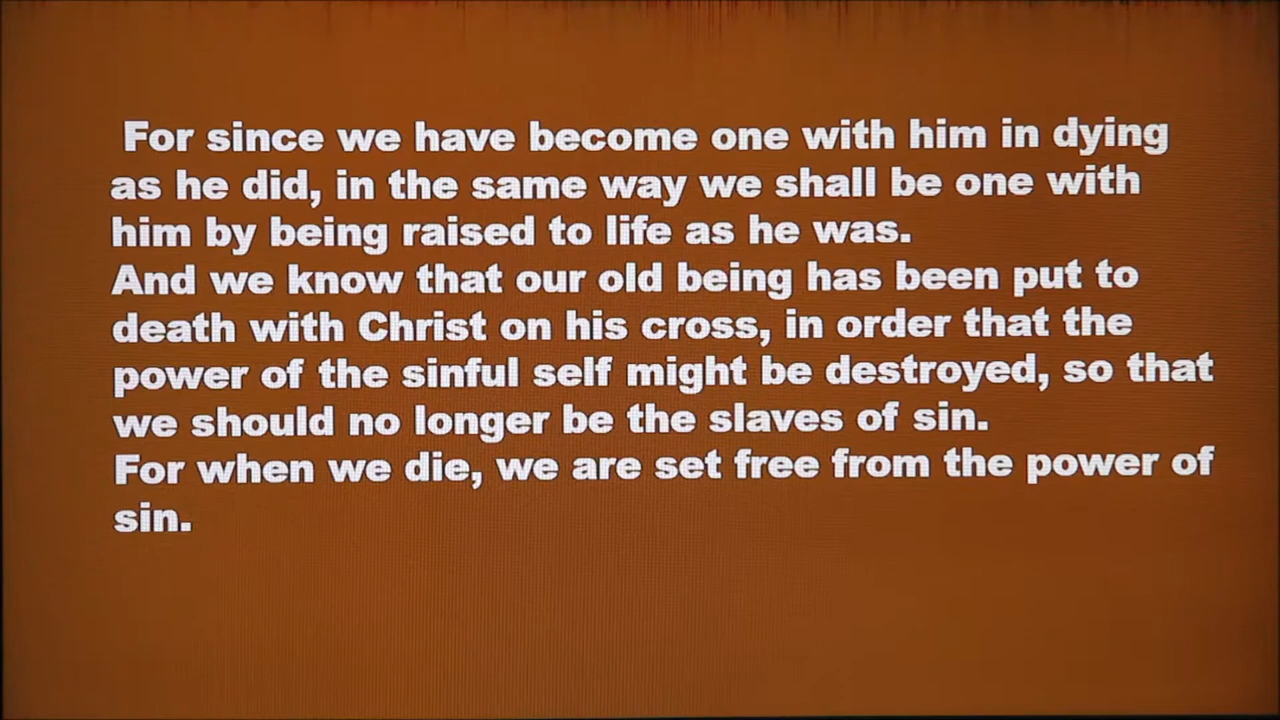 For since we have become one with him in dying
as he did, in the same way we shall be one with
him by being raised to life as he was.
And we know that our old being has been put to
death with Christ on his cross, in order that the
power of the sinful self might be destroyed, so that
we should no longer be the slaves of sin.
For when we die, we are set free from the power of
sin.